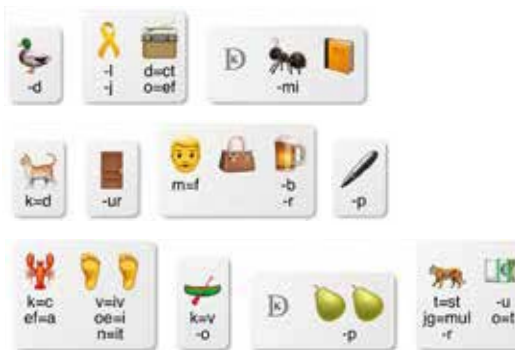 -d
-l d=ct
-j o=ef
-mi
k=d
-ur
m=f -b
-r
-p
k=c v=iv
ef=a oe=i
n=it
k=v
-o
-p
t=st -u
jg=mul o=t
-r